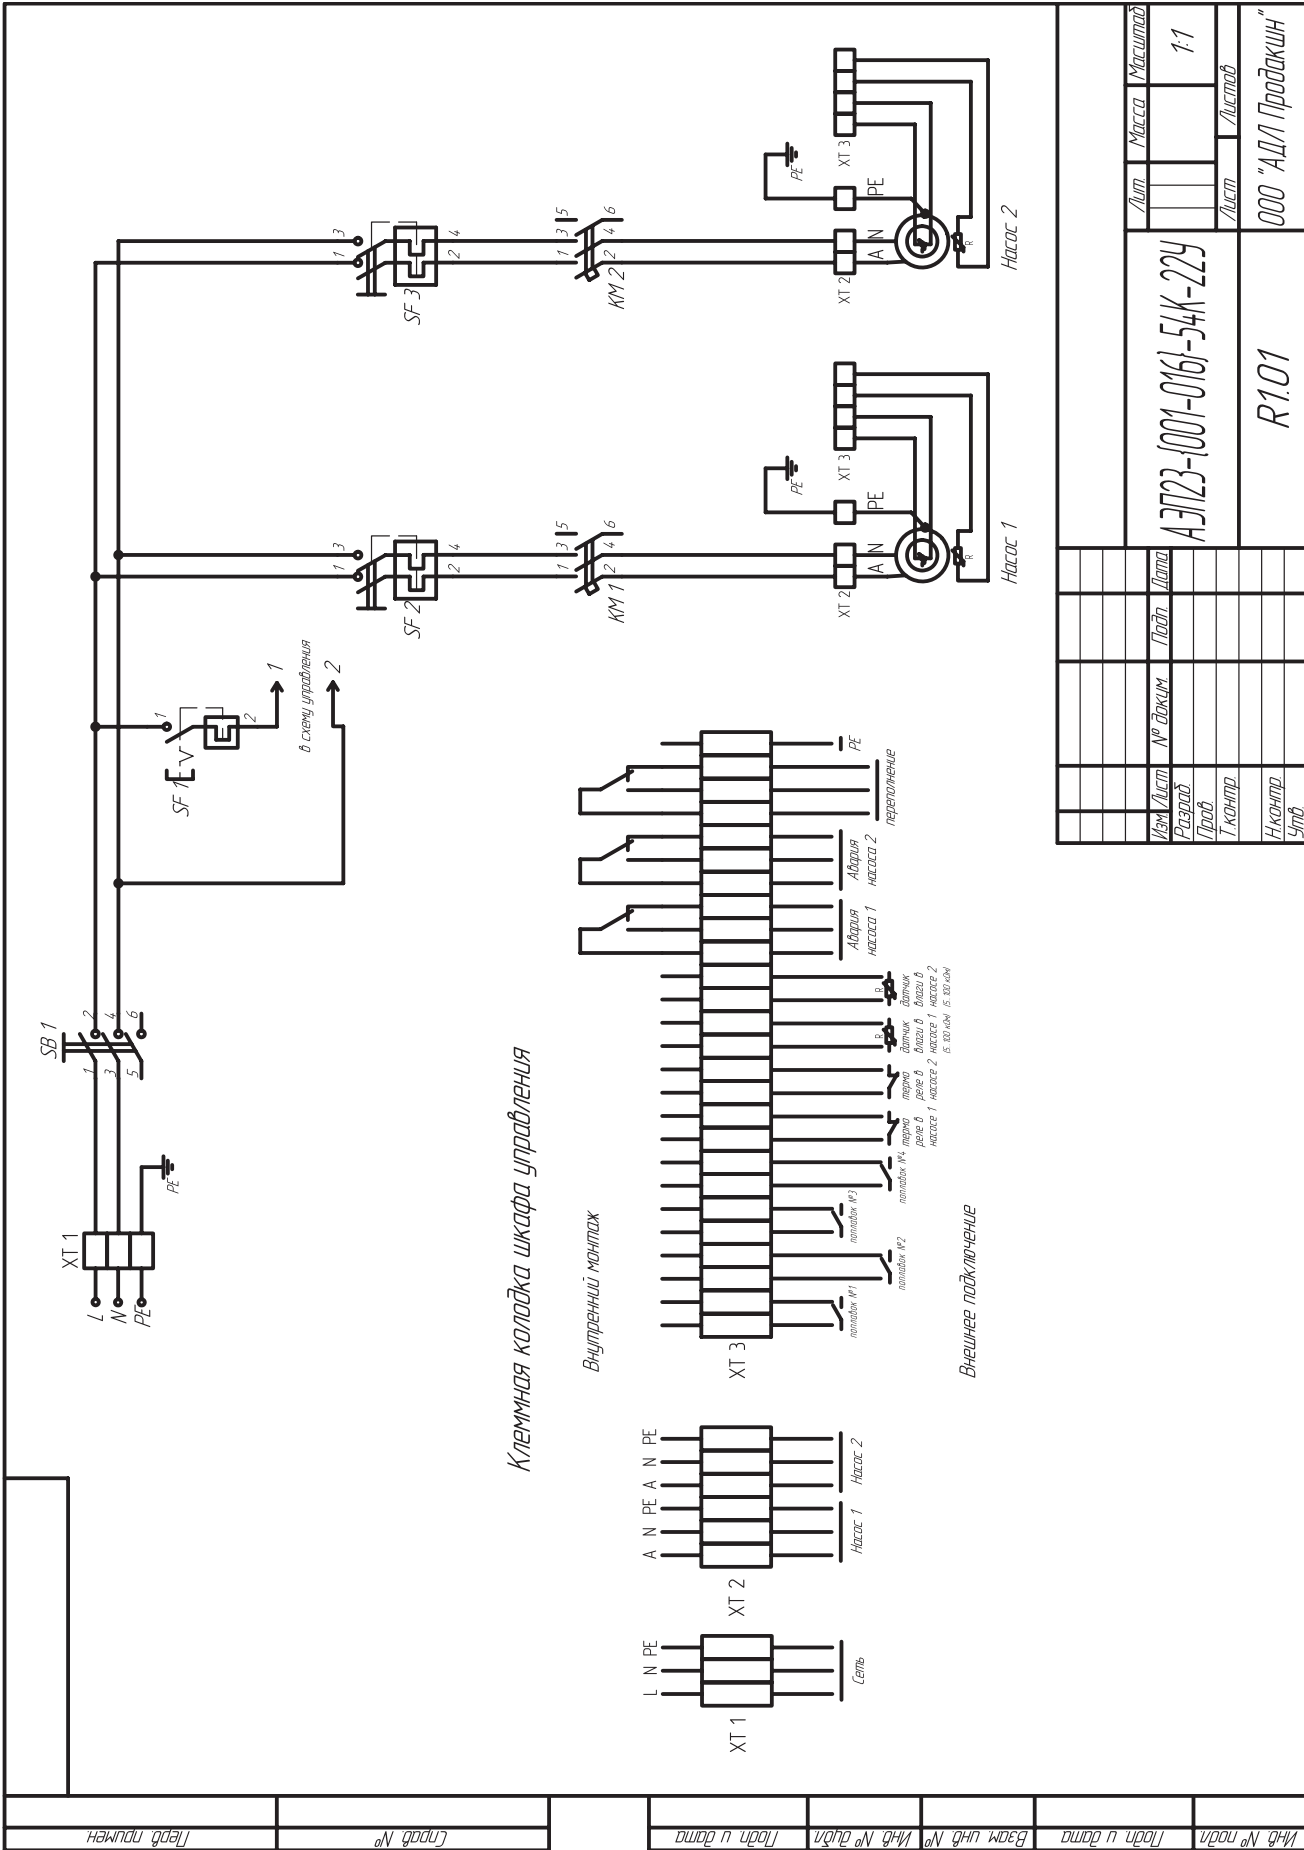 XT 1
L
N
PE
PE
SB 1
1
2
3
4
5
6
SF 1
1
2
1
в схему управления
2
SF 2
1
3
2
4
KM 1
1
3
5
2
4
6
XT 2
A
N
PE
PE
XT 3
R
Насос 1
SF 3
1
3
2
4
KM 2
1
3
5
2
4
6
XT 2
A
N
PE
PE
XT 3
R
Насос 2
Клеммная колодка шкафа управления
Внутренний монтаж
L N PE
XT 1
Сеть
A N PE A N PE
XT 2
Насос 1
Насос 2
XT 3
поплавок №1
поплавок №2
поплавок №3
поплавок №4
термо
реле в
насосе 1
термо
реле в
насосе 2
R
датчик
влаги в
насосе 1
(5..100 кОм)
R
датчик
влаги в
насосе 2
(5..100 кОм)
Авария
насоса 1
Авария
насоса 2
переполнение
PE
Внешнее подключение
Изм. Лист № докум. Подп. Дата
Разраб.
Пров.
Т.контр.
Н.контр.
Утв.
АЭП23-(001-016)-54К-22У
R1.01
Лит. Масса Масштаб
1:1
Лист Листов
ООО "АДЛ Продакшн"
Перв. примен.
Справ. №
Подп. и дата
Инв. № дубл.
Взам. инв. №
Подп. и дата
Инв. № подл.